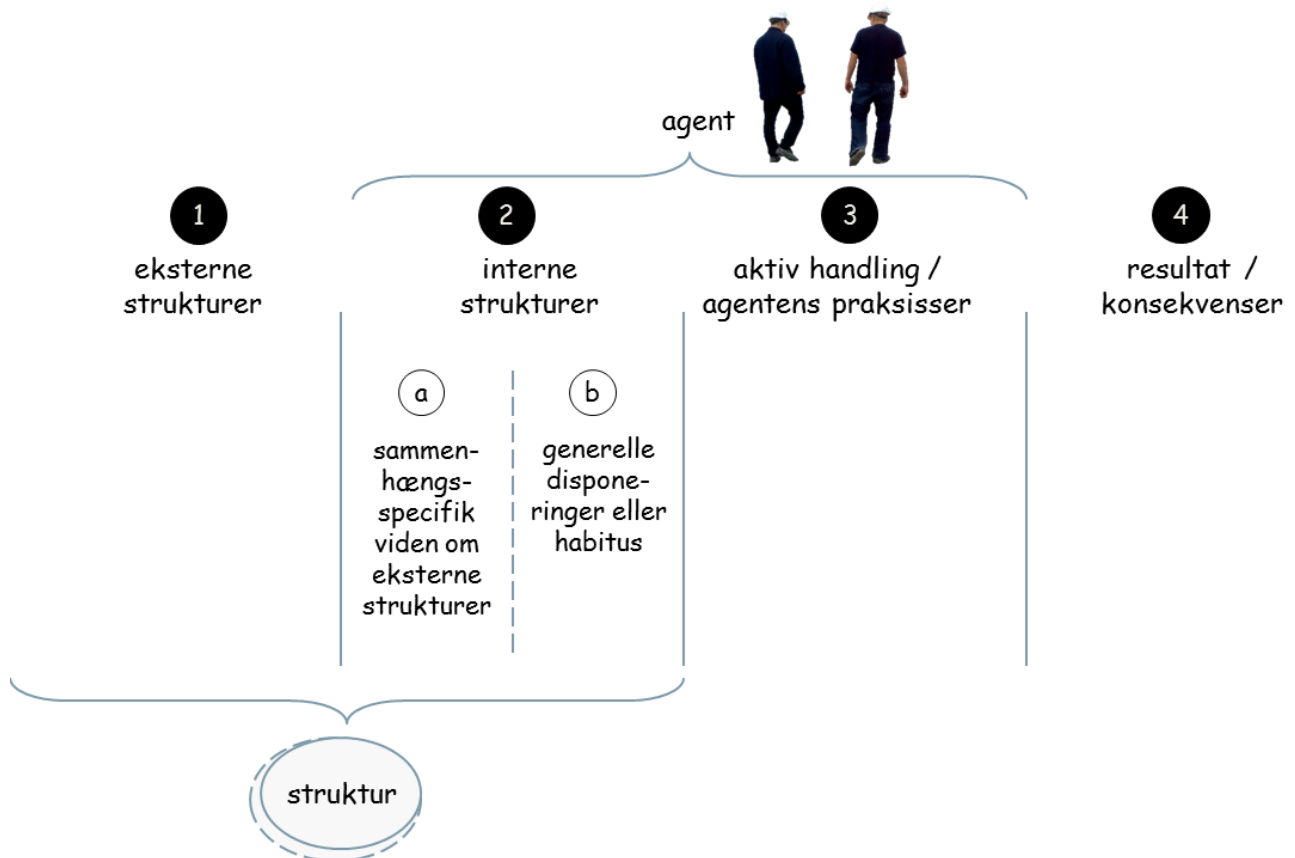 agent
1
eksterne
strukturer
2
interne
strukturer
3
aktiv handling /
agentens praksisser
4
resultat /
konsekvenser
a
sammen-
hængs-
specifik
viden om
eksterne
strukturer
b
generelle
dispone-
ringer eller
habitus
struktur